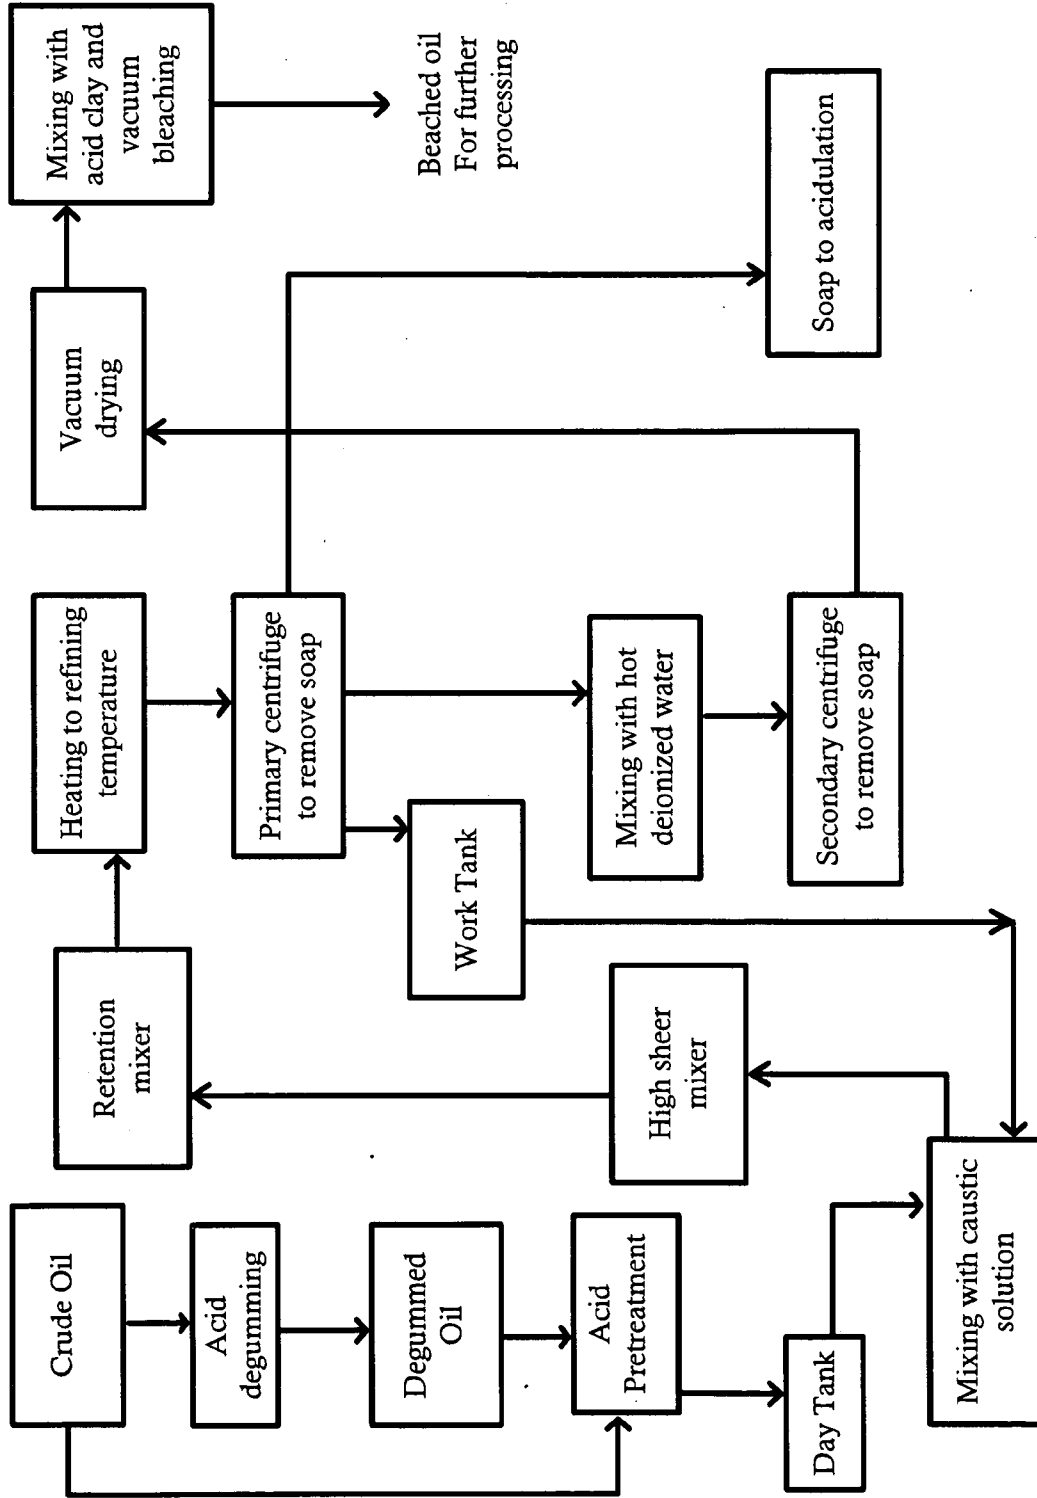 Crude Oil
Acid
degumming
Degummed
Oil
Acid
Pretreatment
Day Tank
Mixing with caustic
solution
High sheer
mixer
Retention
mixer
Heating to refining
temperature
Primary centrifuge
to remove soap
Work Tank
Mixing with hot
deionized water
Secondary centrifuge
to remove soap
Vacuum
drying
Mixing with
acid clay and
vacuum
bleaching
Beached oil
For further
processing
Soap to acidulation